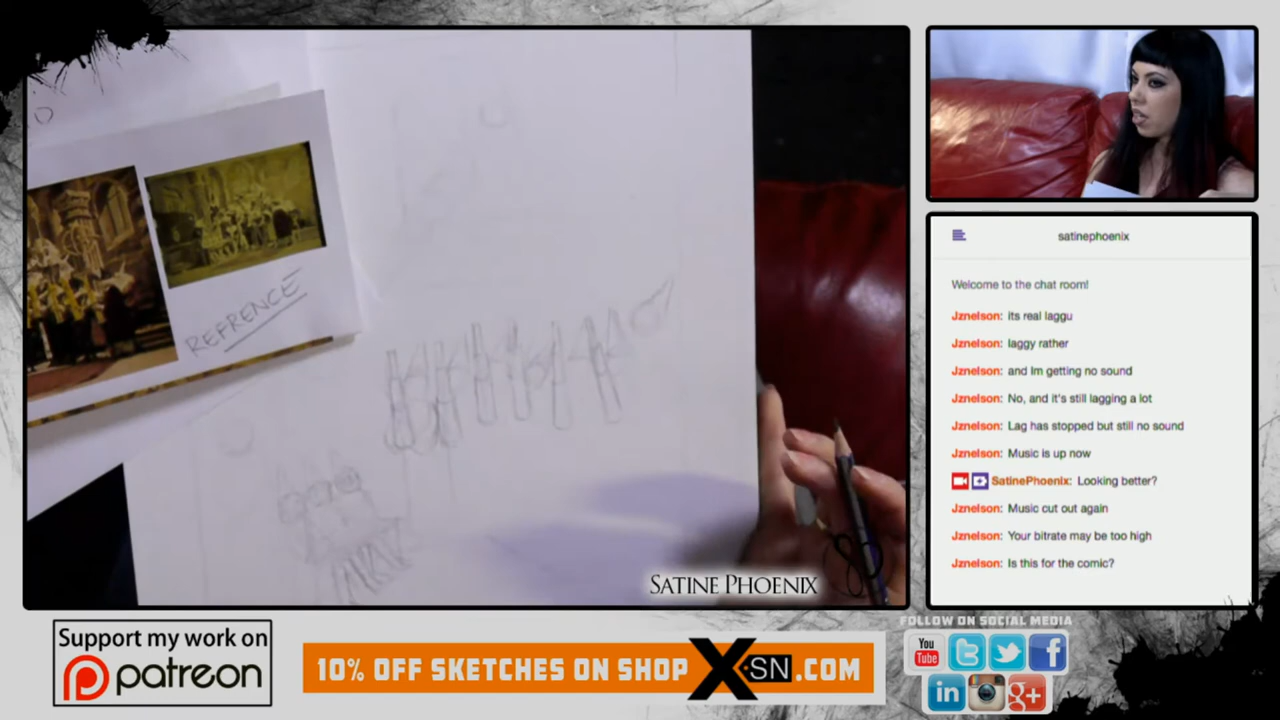 REFRENCE
SATINE PHOENIX
satinephoenix
Welcome to the chat room!
Jznelson: its real laggu
Jznelson: laggy rather
Jznelson: and Im getting no sound
Jznelson: No, and it's still lagging a lot
Jznelson: Lag has stopped but still no sound
Jznelson: Music is up now
SatinePhoenix: Looking better?
Jznelson: Music cut out again
Jznelson: Your bitrate may be too high
Jznelson: Is this for the comic?
Support my work on
patreon
10% OFF SKETCHES ON SHOP X-SN.COM
FOLLOW ON SOCIAL MEDIA
You
Tube
in
g+